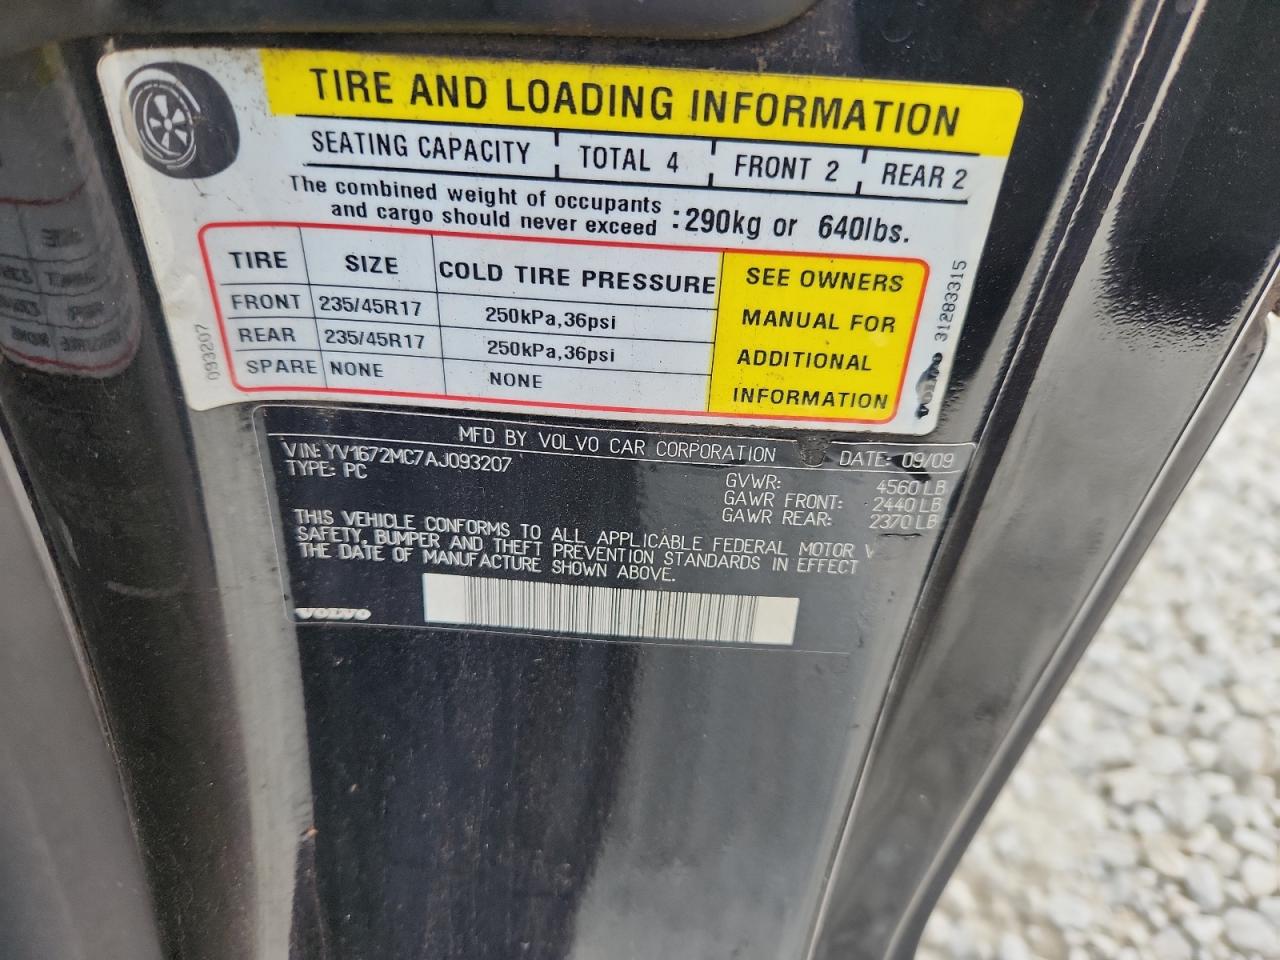 TIRE AND LOADING INFORMATION
SEATING CAPACITY TOTAL 4 FRONT 2 REAR 2
The combined weight of occupants
and cargo should never exceed : 290kg or 640lbs.
TIRE SIZE COLD TIRE PRESSURE
FRONT 235/45R17 250kPa,36psi
REAR 235/45R17 250kPa,36psi
SPARE NONE NONE
SEE OWNERS
MANUAL FOR
ADDITIONAL
INFORMATION
093207
VOLVO 31283315
MFD BY VOLVO CAR CORPORATION DATE: 09/09
VIN: YV1672MC7AJ093207
TYPE: PC
GVWR: 4560 LB
GAWR FRONT: 2440 LB
GAWR REAR: 2370 LB
THIS VEHICLE CONFORMS TO ALL APPLICABLE FEDERAL MOTOR V
SAFETY, BUMPER AND THEFT PREVENTION STANDARDS IN EFFECT
THE DATE OF MANUFACTURE SHOWN ABOVE.
VOLVO